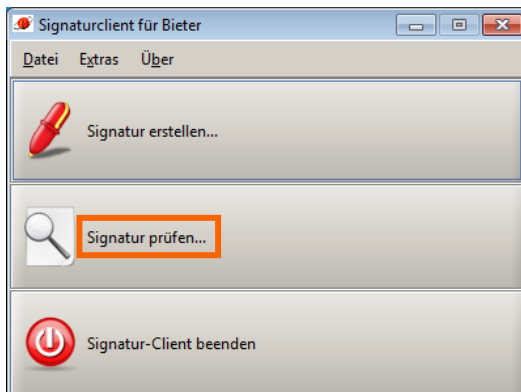 Signaturclient für Bieter
Datei Extras Über
Signatur erstellen...
Signatur prüfen...
Signatur-Client beenden